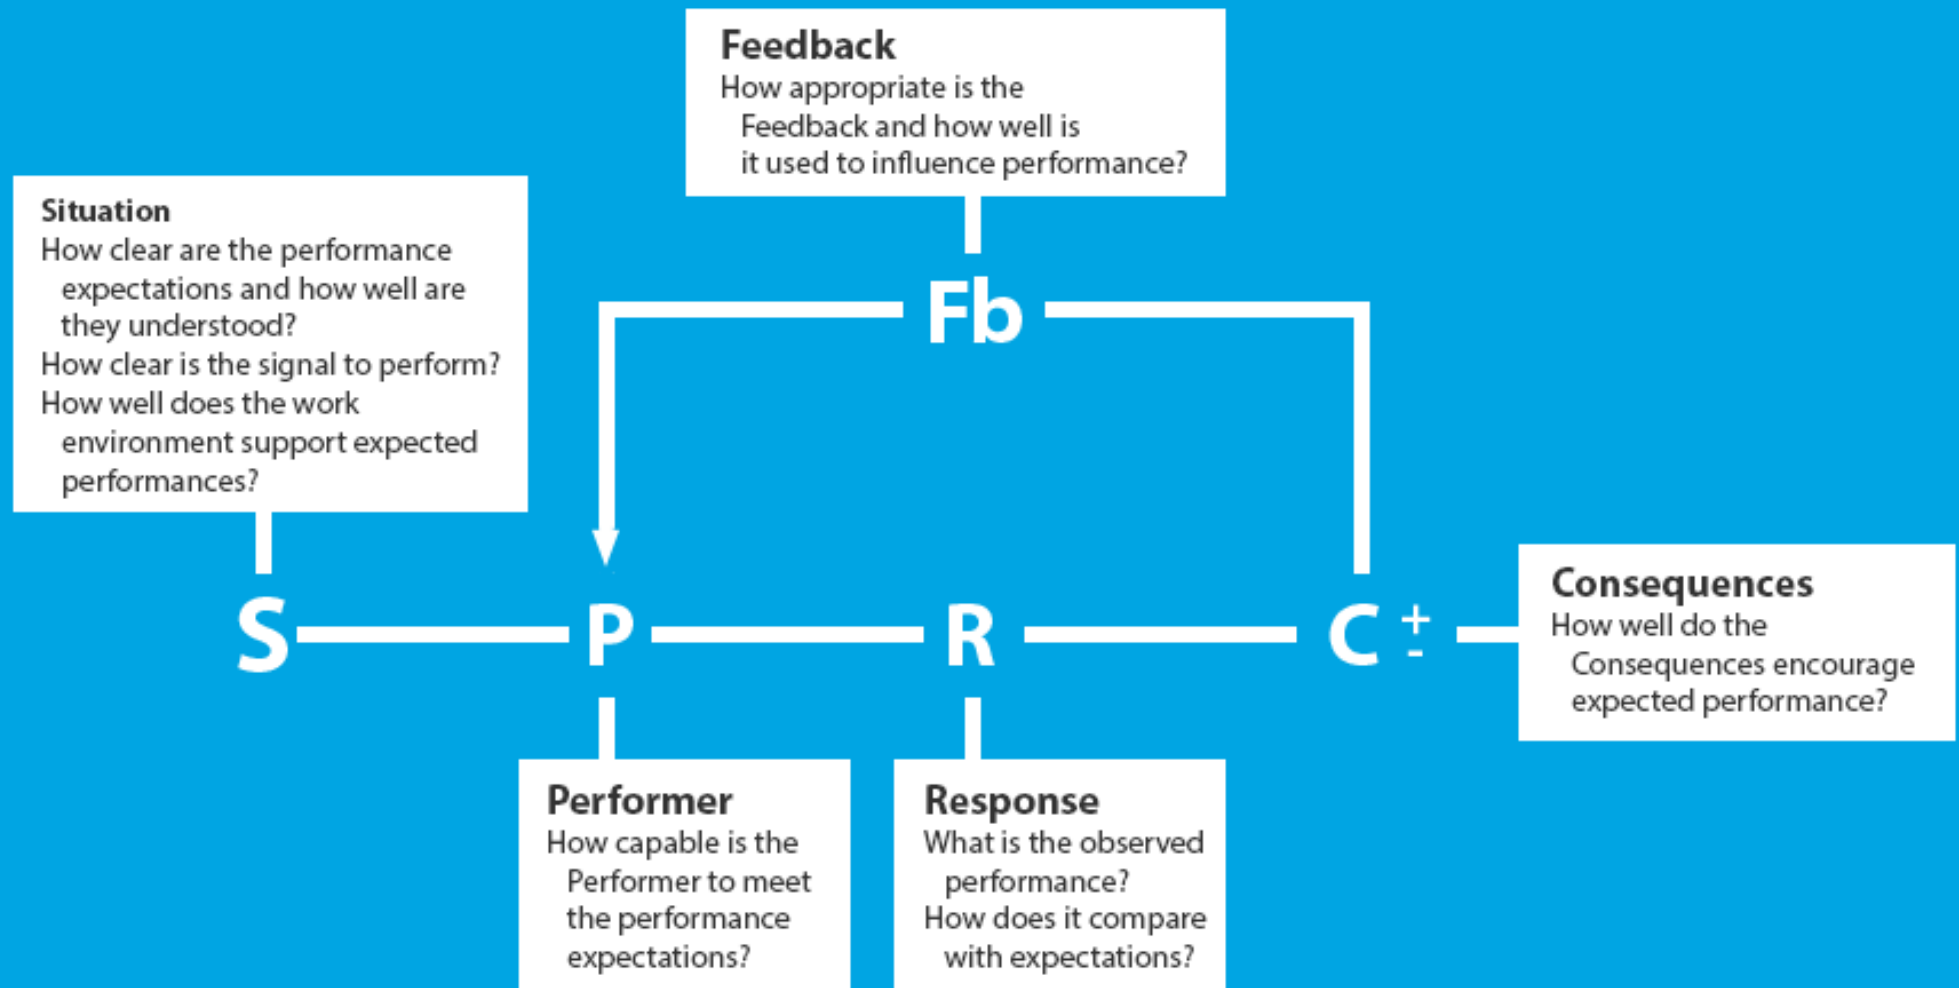 Feedback
How appropriate is the
Feedback and how well is
it used to influence performance?
Situation
How clear are the performance
expectations and how well are
they understood?
How clear is the signal to perform?
How well does the work
environment support expected
performances?
Fb
S
P
R
C + -
Consequences
How well do the
Consequences encourage
expected performance?
Performer
How capable is the
Performer to meet
the performance
expectations?
Response
What is the observed
performance?
How does it compare
with expectations?